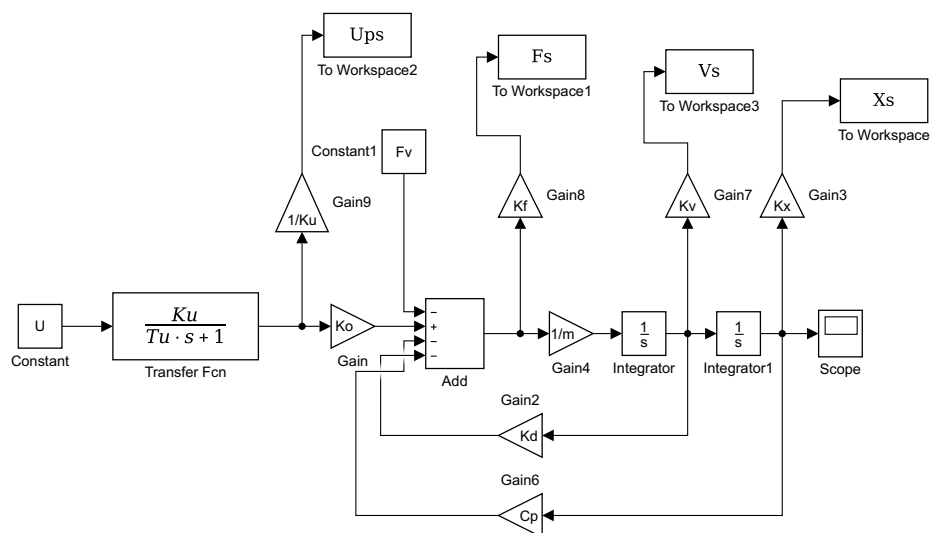 Ups
To Workspace2
Fs
To Workspace1
Vs
To Workspace3
Xs
To Workspace
Constant1
Fv
1/Ku
Gain9
Kf
Gain8
Kv
Gain7
Kx
Gain3
U
Constant
Ku
Tu · s + 1
Transfer Fcn
Ko
Gain
−
+
−
−
Add
1/m
Gain4
1
s
Integrator
1
s
Integrator1
Scope
Gain2
Kd
Gain6
Cp